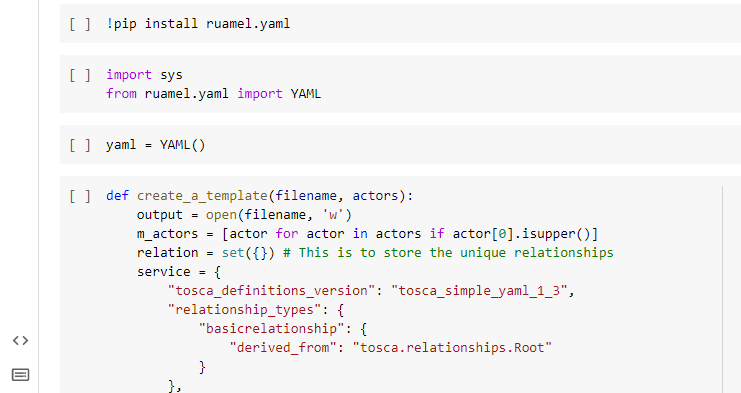 [ ] !pip install ruamel.yaml
[ ] import sys
from ruamel.yaml import YAML
[ ] yaml = YAML()
[ ] def create_a_template(filename, actors):
output = open(filename, 'w')
m_actors = [actor for actor in actors if actor[0].isupper()]
relation = set({}) # This is to store the unique relationships
service = {
"tosca_definitions_version": "tosca_simple_yaml_1_3",
"relationship_types": {
"basicrelationship": {
"derived_from": "tosca.relationships.Root"
}
},